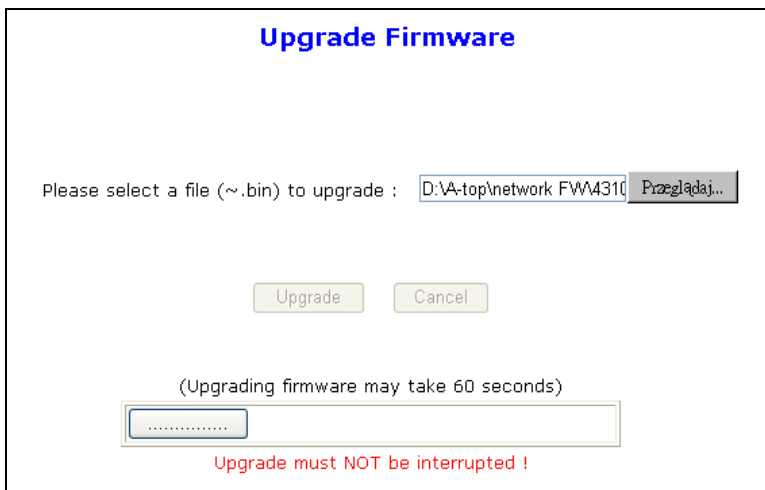 Upgrade Firmware
Please select a file (~.bin) to upgrade : D:\A-top\network FW\4310 Przeglądaj...
Upgrade Cancel
(Upgrading firmware may take 60 seconds)
...............
Upgrade must NOT be interrupted !